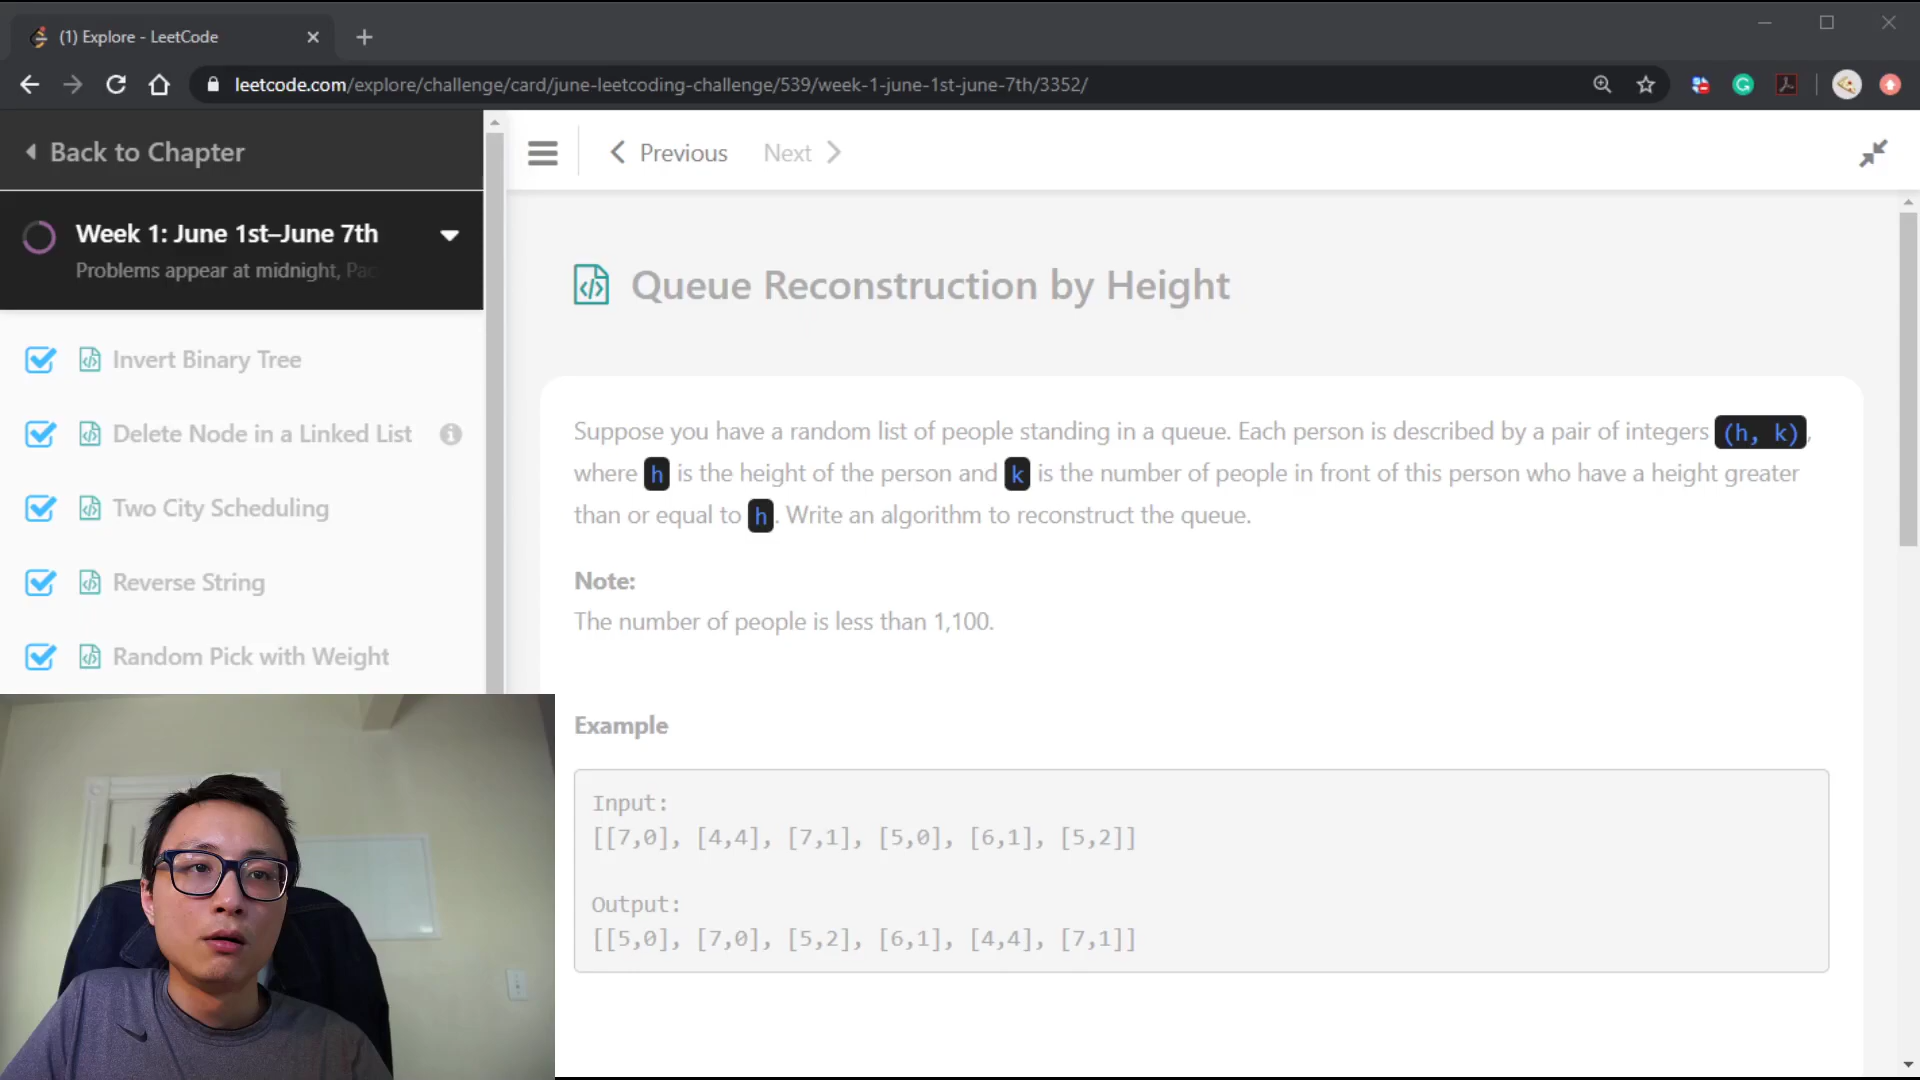 (1) Explore - LeetCode
leetcode.com/explore/challenge/card/june-leetcoding-challenge/539/week-1-june-1st-june-7th/3352/
Back to Chapter
Previous
Next
Week 1: June 1st–June 7th
Problems appear at midnight, Pac
Queue Reconstruction by Height
Invert Binary Tree
Delete Node in a Linked List
Two City Scheduling
Reverse String
Random Pick with Weight
Suppose you have a random list of people standing in a queue. Each person is described by a pair of integers (h, k),
where h is the height of the person and k is the number of people in front of this person who have a height greater
than or equal to h. Write an algorithm to reconstruct the queue.
Note:
The number of people is less than 1,100.
Example
Input:
[[7,0], [4,4], [7,1], [5,0], [6,1], [5,2]]
Output:
[[5,0], [7,0], [5,2], [6,1], [4,4], [7,1]]